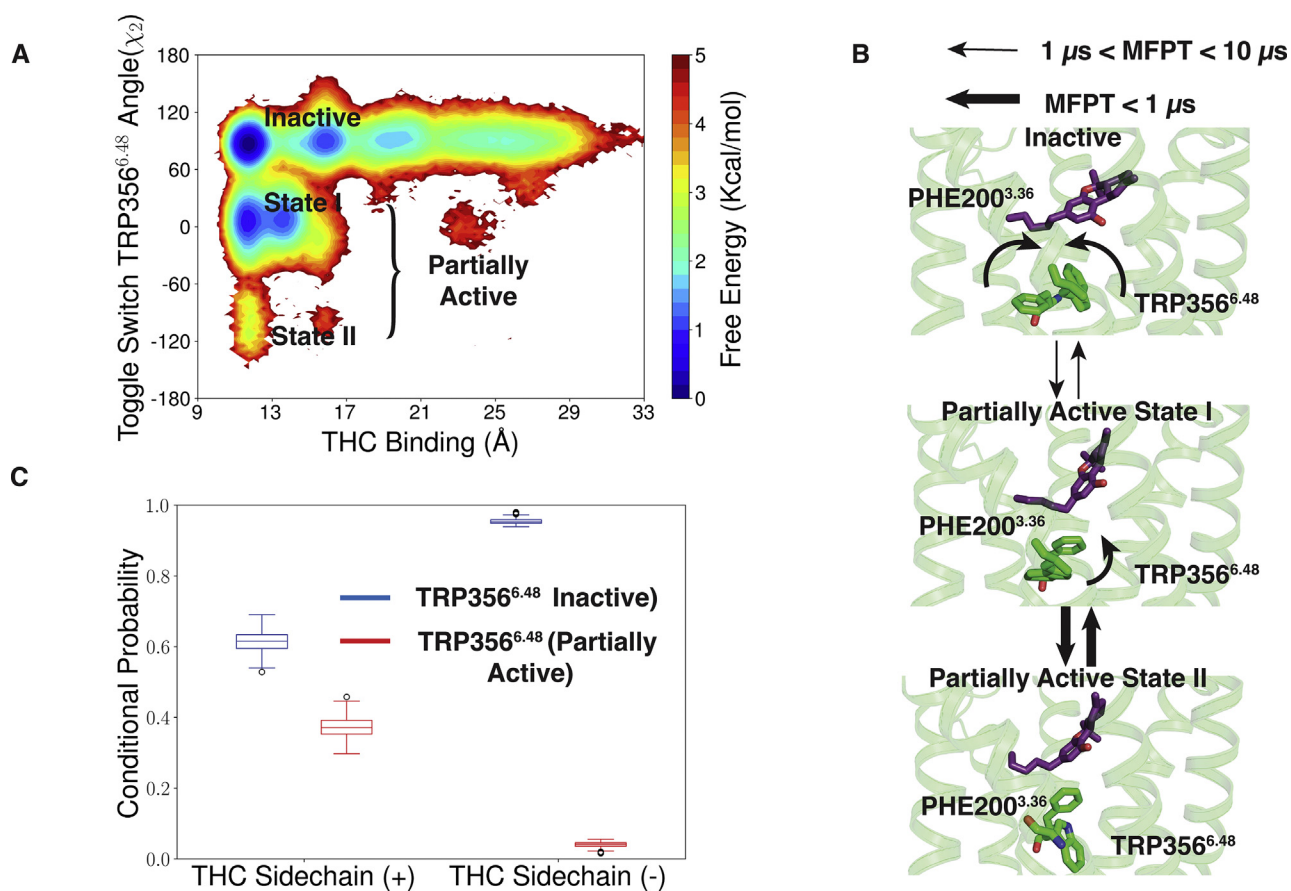 A
Toggle Switch TRP356^6.48 Angle(χ₂)
180
120
60
0
-60
-120
-180
9
13
17
21
25
29
33
THC Binding (Å)
Inactive
State I
State II
Partially
Active
5
4
3
2
1
0
Free Energy (Kcal/mol)
B
1 µs < MFPT < 10 µs
MFPT < 1 µs
Inactive
PHE200^3.36
TRP356^6.48
Partially Active State I
PHE200^3.36
TRP356^6.48
Partially Active State II
PHE200^3.36
TRP356^6.48
C
Conditional Probability
1.0
0.8
0.6
0.4
0.2
0.0
TRP356^6.48 Inactive)
TRP356^6.48 (Partially
Active)
THC Sidechain (+)
THC Sidechain (-)